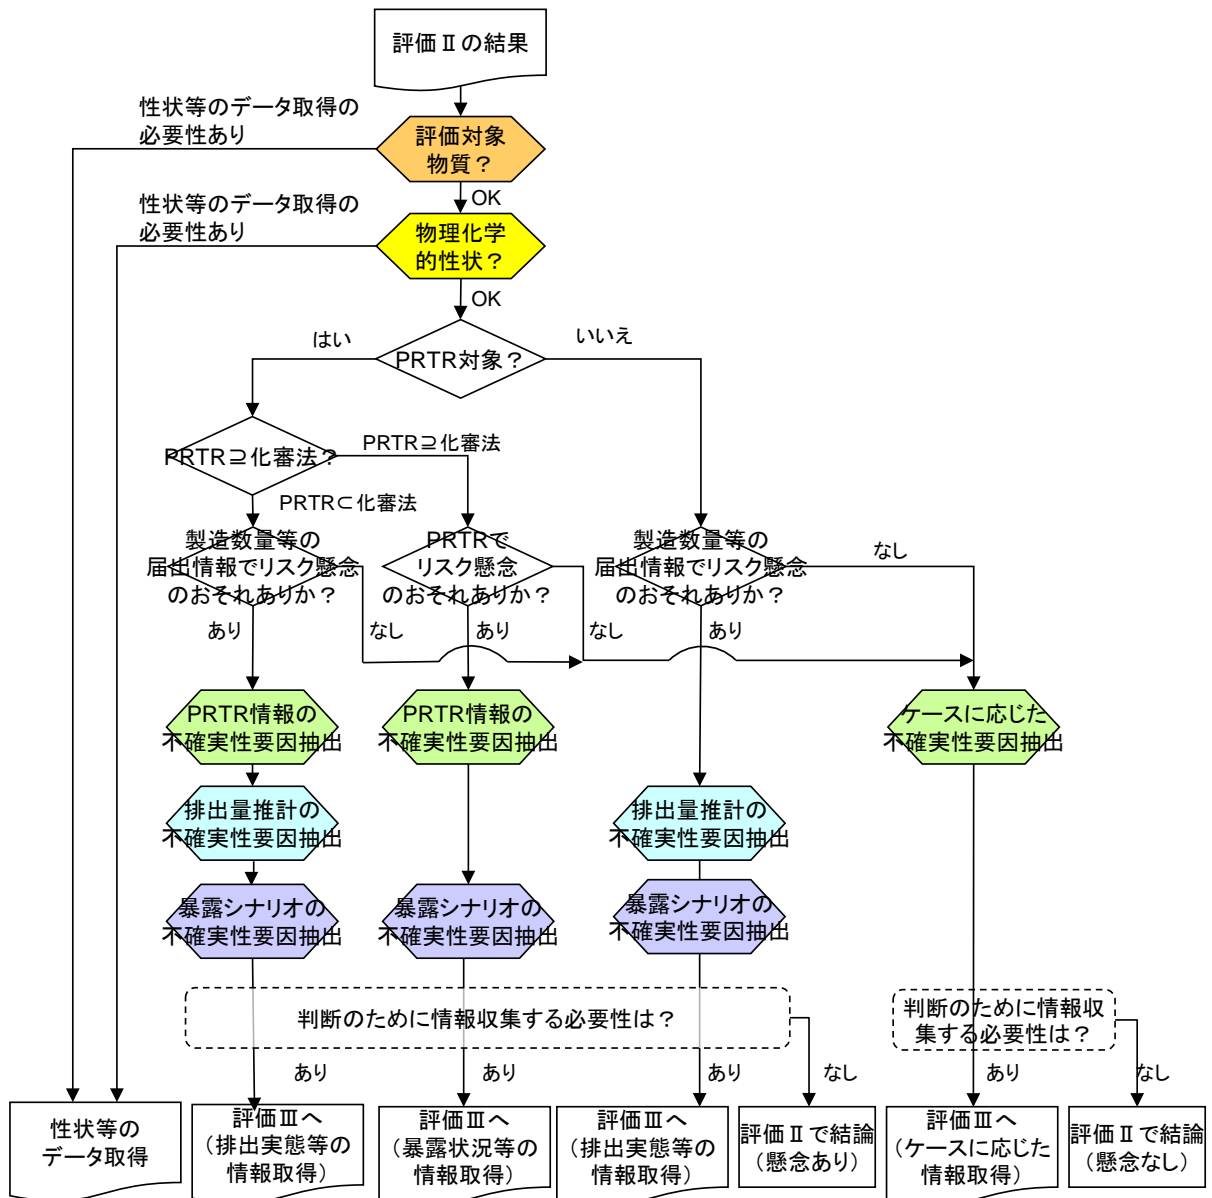 評価Ⅱの結果
性状等のデータ取得の
必要性あり
評価対象
物質？
OK
性状等のデータ取得の
必要性あり
物理化学
的性状？
OK
はい
PRTR対象？
いいえ
PRTR⊇化審法？
PRTR⊇化審法
PRTR⊂化審法
製造数量等の
届出情報でリスク懸念
のおそれありか？
PRTRで
リスク懸念
のおそれありか？
製造数量等の
届出情報でリスク懸念
のおそれありか？
なし
あり
なし
あり
なし
あり
PRTR情報の
不確実性要因抽出
PRTR情報の
不確実性要因抽出
ケースに応じた
不確実性要因抽出
排出量推計の
不確実性要因抽出
排出量推計の
不確実性要因抽出
暴露シナリオの
不確実性要因抽出
暴露シナリオの
不確実性要因抽出
暴露シナリオの
不確実性要因抽出
判断のために情報収集する必要性は？
判断のために情報収
集する必要性は？
あり
あり
あり
なし
あり
なし
性状等の
データ取得
評価Ⅲへ
（排出実態等の
情報取得）
評価Ⅲへ
（暴露状況等の
情報取得）
評価Ⅲへ
（排出実態等の
情報取得）
評価Ⅱで結論
（懸念あり）
評価Ⅲへ
（ケースに応じた
情報取得）
評価Ⅱで結論
（懸念なし）